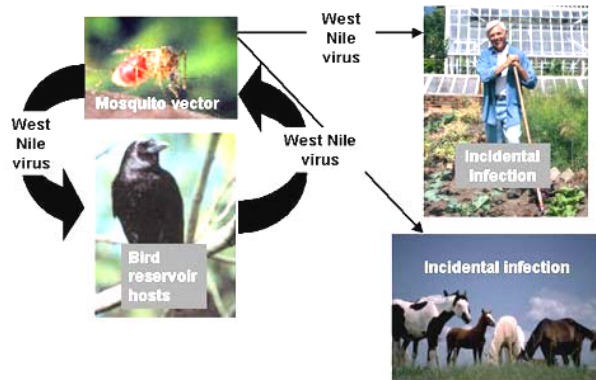 West Nile
virus
Mosquito vector
West
Nile
virus
West Nile
virus
Incidental
Infection
Bird
reservoir
hosts
Incidental infection